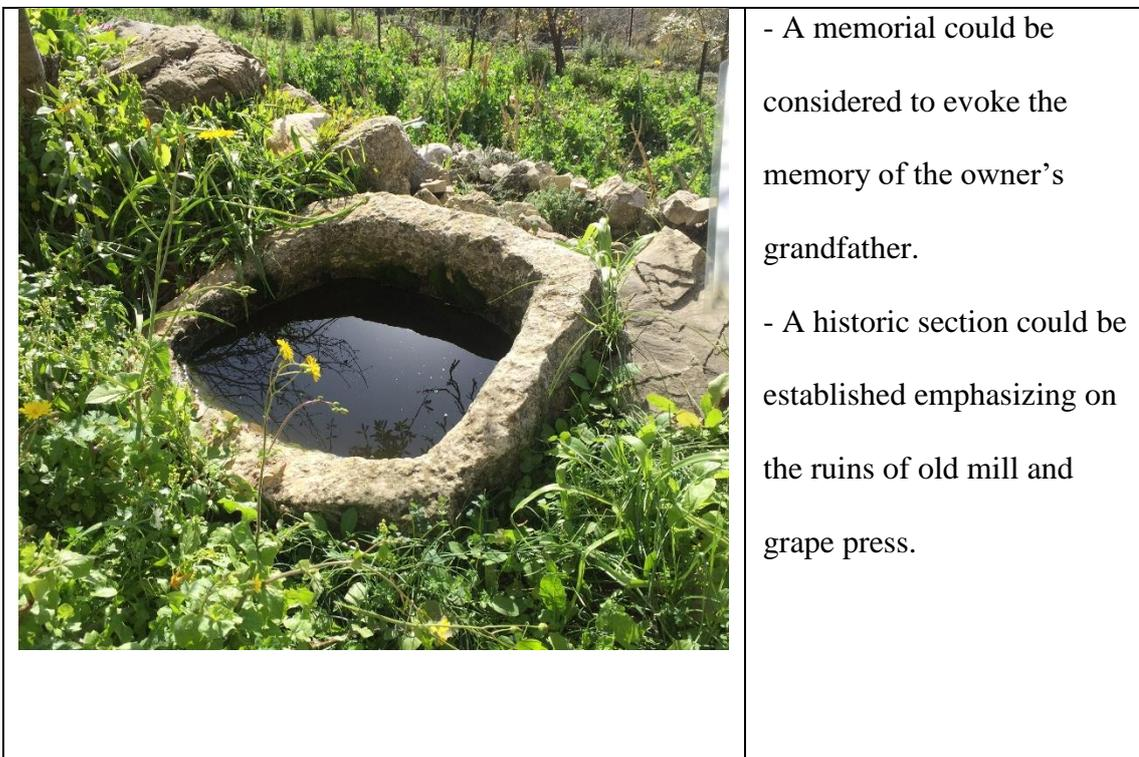 - A memorial could be
considered to evoke the
memory of the owner’s
grandfather.
- A historic section could be
established emphasizing on
the ruins of old mill and
grape press.